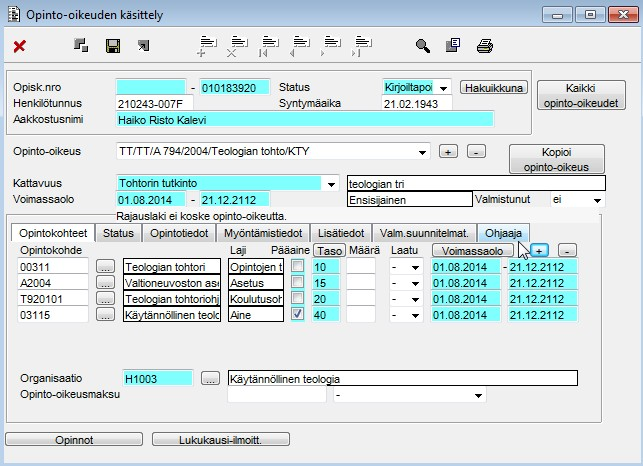 Opinto-oikeuden käsittely
Opisk.nro - 010183920 Status Kirjoiltapoi Hakuikkuna Kaikki opinto-oikeudet
Henkilötunnus 210243-007F Syntymäaika 21.02.1943
Aakkostusnimi Haiko Risto Kalevi
Opinto-oikeus TT/TT/A 794/2004/Teologian tohto/KTY + - Kopioi opinto-oikeus
Kattavuus Tohtorin tutkinto teologian tri
Voimassaolo 01.08.2014 - 21.12.2112 Ensisijainen Valmistunut ei
Rajauslaki ei koske opinto-oikeutta.
Opintokohteet Status Opintotiedot Myöntämistiedot Lisätiedot Valm.suunnitelmat. Ohjaaja
Opintokohde Laji Pääaine Taso Määrä Laatu Voimassaolo + -
00311 ... Teologian tohtori Opintojen t 10 - 01.08.2014 - 21.12.2112
A2004 ... Valtioneuvoston ase Asetus 15 - 01.08.2014 21.12.2112
T920101 ... Teologian tohtoriohj Koulutusoh 20 - 01.08.2014 21.12.2112
03115 ... Käytännöllinen teolo Aine 40 - 01.08.2014 21.12.2112
Organisaatio H1003 ... Käytännöllinen teologia
Opinto-oikeusmaksu -
Opinnot Lukukausi-ilmoitt.